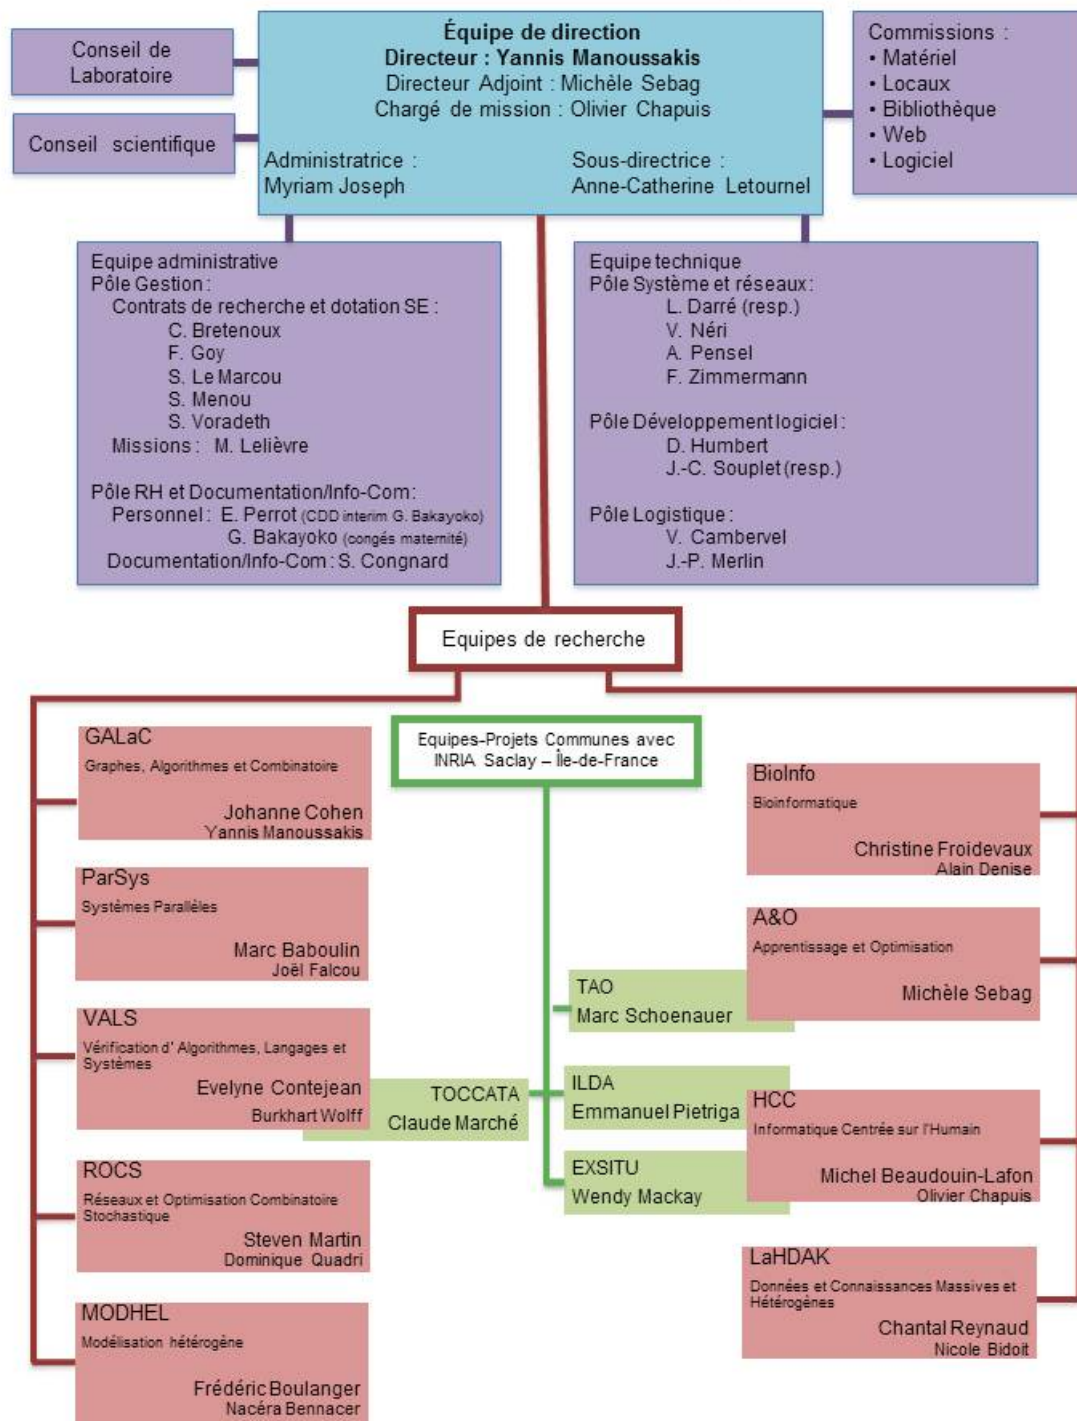 Conseil de
Laboratoire
Conseil scientifique
Équipe de direction
Directeur : Yannis Manoussakis
Directeur Adjoint : Michèle Sebag
Chargé de mission : Olivier Chapuis
Administratrice :
Myriam Joseph
Sous-directrice :
Anne-Catherine Letournel
Commissions :
• Matériel
• Locaux
• Bibliothèque
• Web
• Logiciel
Equipe administrative
Pôle Gestion :
Contrats de recherche et dotation SE :
C. Bretenoux
F. Goy
S. Le Marcou
S. Menou
S. Voradeth
Missions : M. Lelièvre
Pôle RH et Documentation/Info-Com :
Personnel : E. Perrot (CDD interim G. Bakayoko)
G. Bakayoko (congés maternité)
Documentation/Info-Com : S. Congnard
Equipe technique
Pôle Système et réseaux :
L. Darré (resp.)
V. Néri
A. Pensel
F. Zimmermann
Pôle Développement logiciel :
D. Humbert
J.-C. Souplet (resp.)
Pôle Logistique :
V. Cambervel
J.-P. Merlin
Equipes de recherche
GALaC
Graphes, Algorithmes et Combinatoire
Johanne Cohen
Yannis Manoussakis
ParSys
Systèmes Parallèles
Marc Baboulin
Joël Falcou
VALS
Vérification d' Algorithmes, Langages et
Systèmes
Evelyne Contejean
Burkhart Wolff
ROCS
Réseaux et Optimisation Combinatoire
Stochastique
Steven Martin
Dominique Quadri
MODHEL
Modélisation hétérogène
Frédéric Boulanger
Nacéra Bennacer
Equipes-Projets Communes avec
INRIA Saclay – Île-de-France
TOCCATA
Claude Marché
TAO
Marc Schoenauer
ILDA
Emmanuel Pietriga
EXSITU
Wendy Mackay
BioInfo
Bioinformatique
Christine Froidevaux
Alain Denise
A&O
Apprentissage et Optimisation
Michèle Sebag
HCC
Informatique Centrée sur l'Humain
Michel Beaudouin-Lafon
Olivier Chapuis
LaHDAK
Données et Connaissances Massives et
Hétérogènes
Chantal Reynaud
Nicole Bidoit